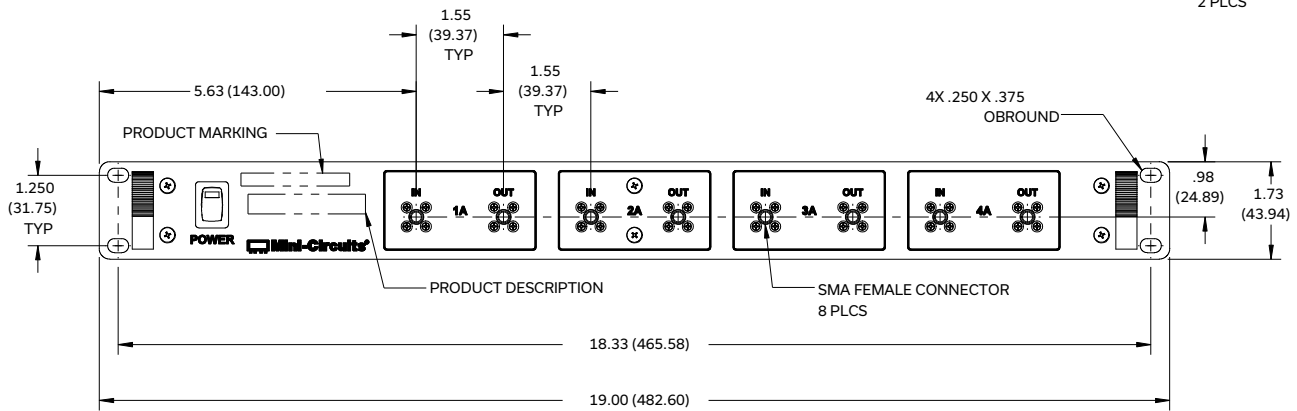 2 PLCS
1.55
(39.37)
TYP
1.55
(39.37)
TYP
5.63 (143.00)
4X .250 X .375
OBROUND
PRODUCT MARKING
1.250
(31.75)
TYP
.98
(24.89)
1.73
(43.94)
IN OUT IN OUT IN OUT IN OUT
1A 2A 3A 4A
POWER
Mini-Circuits®
PRODUCT DESCRIPTION
SMA FEMALE CONNECTOR
8 PLCS
18.33 (465.58)
19.00 (482.60)